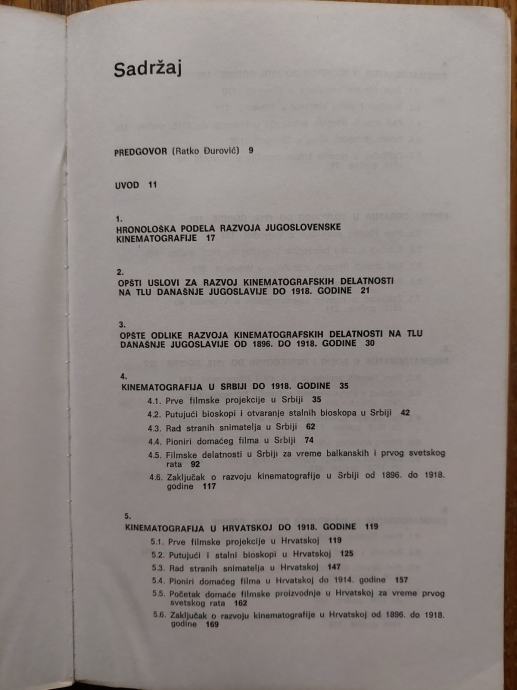 Sadržaj
PREDGOVOR (Ratko Đurović) 9
UVOD 11
1.
HRONOLOŠKA PODELA RAZVOJA JUGOSLOVENSKE
KINEMATOGRAFIJE 17
2.
OPŠTI USLOVI ZA RAZVOJ KINEMATOGRAFSKIH DELATNOSTI
NA TLU DANAŠNJE JUGOSLAVIJE DO 1918. GODINE 21
3.
OPŠTE ODLIKE RAZVOJA KINEMATOGRAFSKIH DELATNOSTI NA TLU
DANAŠNJE JUGOSLAVIJE OD 1896. DO 1918. GODINE 30
4.
KINEMATOGRAFIJA U SRBIJI DO 1918. GODINE 35
4.1. Prve filmske projekcije u Srbiji 35
4.2. Putujući bioskopi i otvaranje stalnih bioskopa u Srbiji 42
4.3. Rad stranih snimatelja u Srbiji 62
4.4. Pioniri domaćeg filma u Srbiji 74
4.5. Filmske delatnosti u Srbiji za vreme balkanskih i prvog svetskog
rata 92
4.6. Zaključak o razvoju kinematografije u Srbiji od 1896. do 1918.
godine 117
5.
KINEMATOGRAFIJA U HRVATSKOJ DO 1918. GODINE 119
5.1. Prve filmske projekcije u Hrvatskoj 119
5.2. Putujući i stalni bioskopi u Hrvatskoj 125
5.3. Rad stranih snimatelja u Hrvatskoj 147
5.4. Pioniri domaćeg filma u Hrvatskoj do 1914. godine 157
5.5. Početak domaće filmske proizvodnje u Hrvatskoj za vreme prvog
svetskog rata 162
5.6. Zaključak o razvoju kinematografije u Hrvatskoj od 1896. do 1918.
godine 169